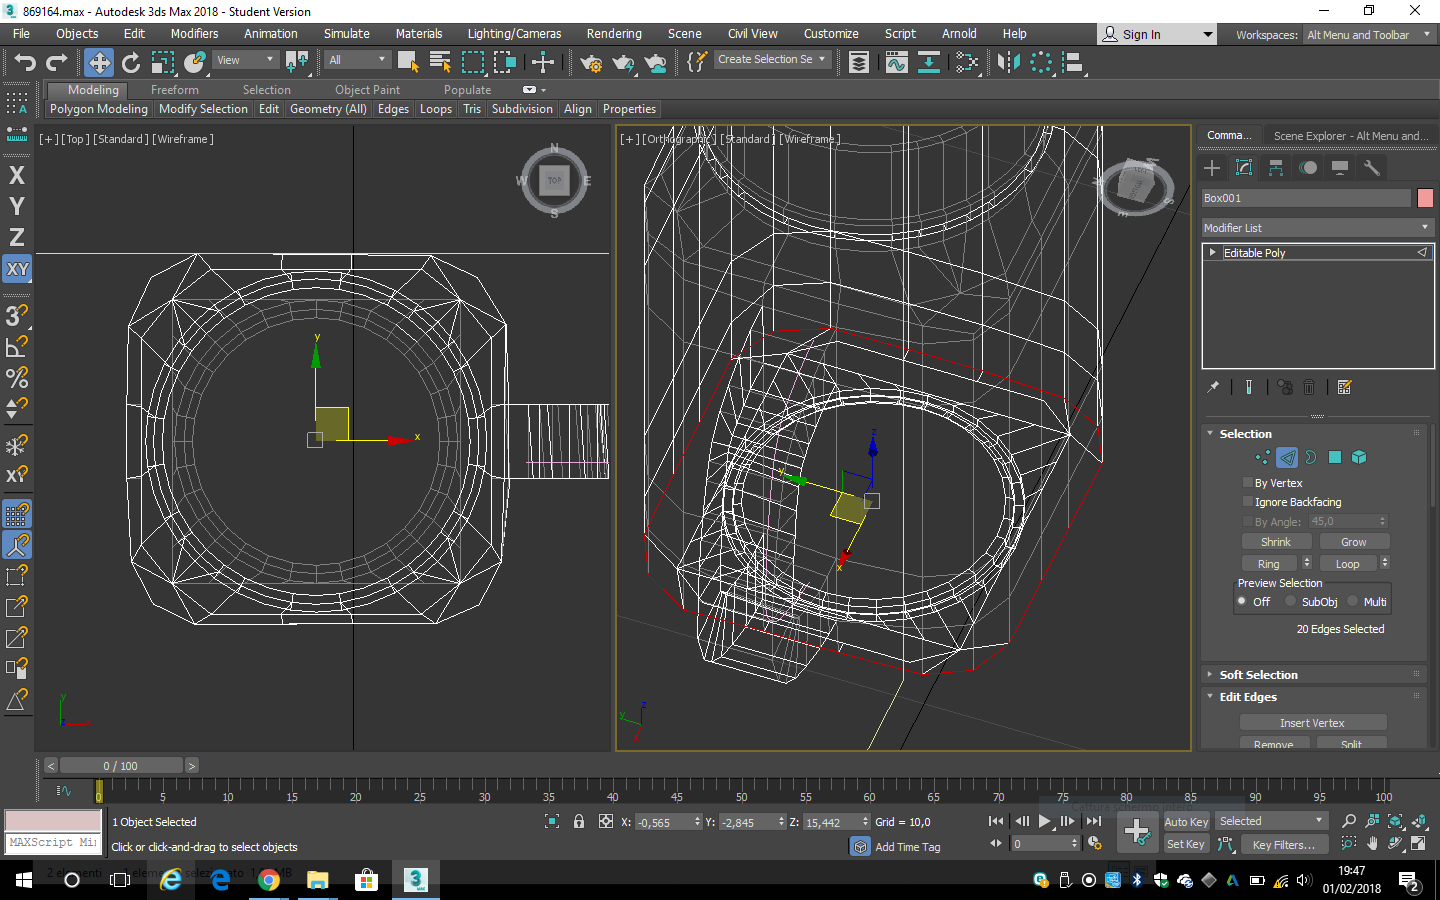 869164.max - Autodesk 3ds Max 2018 - Student Version
File Objects Edit Modifiers Animation Simulate Materials Lighting/Cameras Rendering Scene Civil View Customize Script Arnold Help Sign In Workspaces: Alt Menu and Toolbar
View All Create Selection Se
Modeling Freeform Selection Object Paint Populate
Polygon Modeling Modify Selection Edit Geometry (All) Edges Loops Tris Subdivision Align Properties
[+] [Top] [Standard] [Wireframe]
[+] [Orthographic] [Standard] [Wireframe]
Comma... Scene Explorer - Alt Menu and...
N
W TOP E
S
X
Y
Z
XY
3
%
XY
Box001
Modifier List
Editable Poly
Selection
By Vertex
Ignore Backfacing
By Angle: 45,0
Shrink Grow
Ring Loop
Preview Selection
Off SubObj Multi
20 Edges Selected
Soft Selection
Edit Edges
Insert Vertex
Remove Split
y
x
z
y
x
y
z
x
z
y
< 0 / 100 >
0 5 10 15 20 25 30 35 40 45 50 55 60 65 70 75 80 85 90 95 100
1 Object Selected X: -0,565 Y: -2,845 Z: 15,442 Grid = 10,0 Auto Key Selected
MAXScript Mi
Click or click-and-drag to select objects Add Time Tag 0 Set Key Key Filters...
2 elementi
19:47
01/02/2018
2